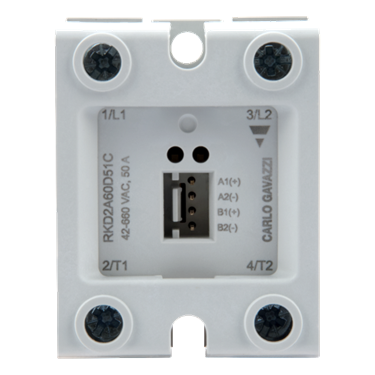 1/L1
3/L2
RKD2A60D51C
42-660 VAC, 50 A
A1(+)
A2(-)
B1(+)
B2(-)
CARLO GAVAZZI
2/T1
4/T2